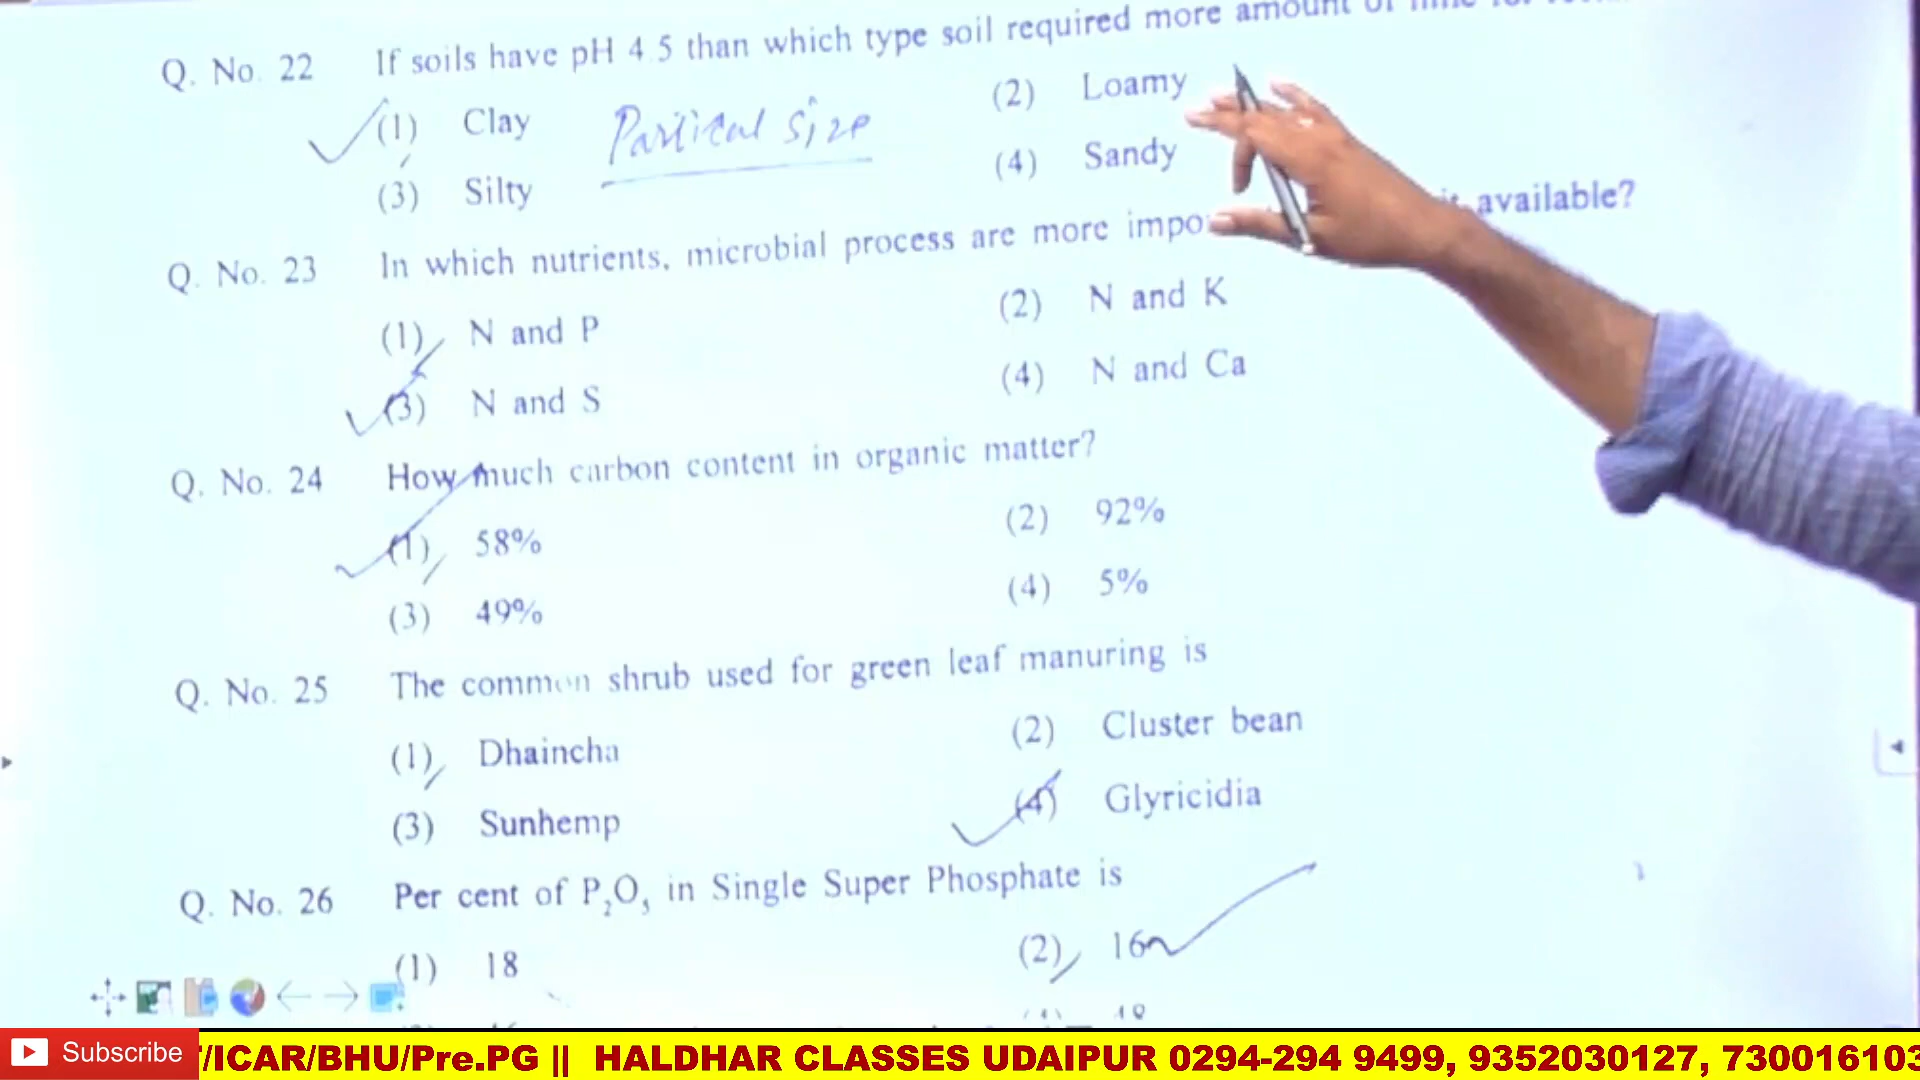 Q. No. 22 If soils have pH 4.5 than which type soil required more amount of lime for
(1) Clay (2) Loamy
Partical size
(3) Silty (4) Sandy
Q. No. 23 In which nutrients, microbial process are more impo available?
(1) N and P (2) N and K
(3) N and S (4) N and Ca
Q. No. 24 How much carbon content in organic matter?
(1) 58% (2) 92%
(3) 49% (4) 5%
Q. No. 25 The common shrub used for green leaf manuring is
(1) Dhaincha (2) Cluster bean
(3) Sunhemp (4) Glyricidia
Q. No. 26 Per cent of P₂O₅ in Single Super Phosphate is
(1) 18 (2) 16
Subscribe
/ICAR/BHU/Pre.PG || HALDHAR CLASSES UDAIPUR 0294-294 9499, 9352030127, 730016103